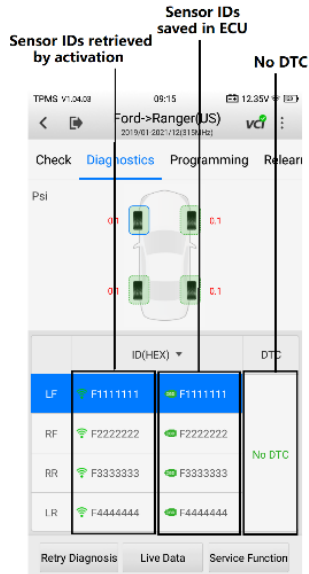 Sensor IDs
saved in ECU
Sensor IDs retrieved
by activation
No DTC
TPMS V1.04.03 09:15 12.35V
Ford->Ranger(US)
2019/01-2021/12(315MHz)
VCI
Check Diagnostics Programming Relearn
Psi
0.1 0.1
0.1 0.1
ID(HEX) ▼ DTC
LF F1111111 F1111111
RF F2222222 F2222222
No DTC
RR F3333333 F3333333
LR F4444444 F4444444
Retry Diagnosis Live Data Service Function